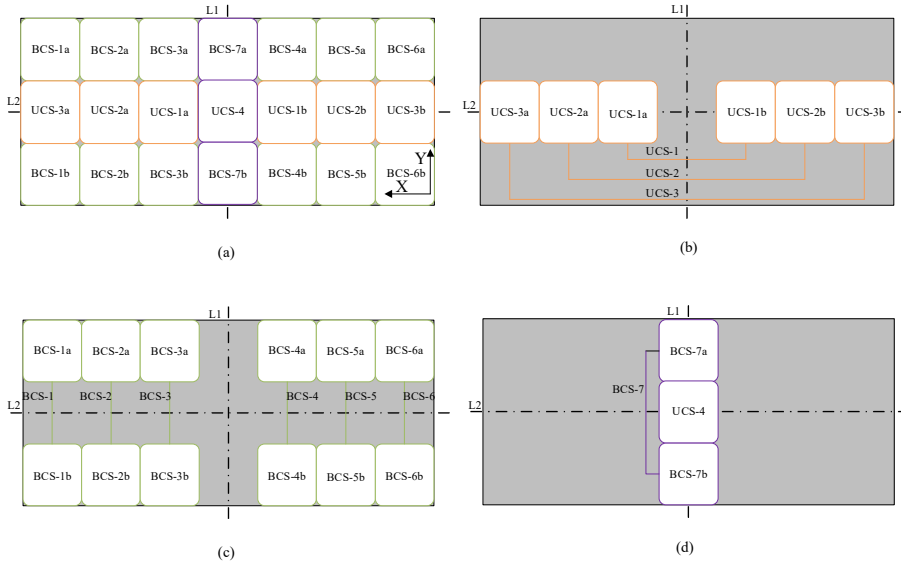 L1
BCS-1a BCS-2a BCS-3a BCS-7a BCS-4a BCS-5a BCS-6a
L2 UCS-3a UCS-2a UCS-1a UCS-4 UCS-1b UCS-2b UCS-3b
BCS-1b BCS-2b BCS-3b BCS-7b BCS-4b BCS-5b BCS-6b
Y
X
(a)
L1
L2 UCS-3a UCS-2a UCS-1a UCS-1b UCS-2b UCS-3b
UCS-1
UCS-2
UCS-3
(b)
L1
BCS-1a BCS-2a BCS-3a BCS-4a BCS-5a BCS-6a
BCS-1 BCS-2 BCS-3 BCS-4 BCS-5 BCS-6
L2
BCS-1b BCS-2b BCS-3b BCS-4b BCS-5b BCS-6b
(c)
L1
BCS-7a
BCS-7
L2 UCS-4
BCS-7b
(d)